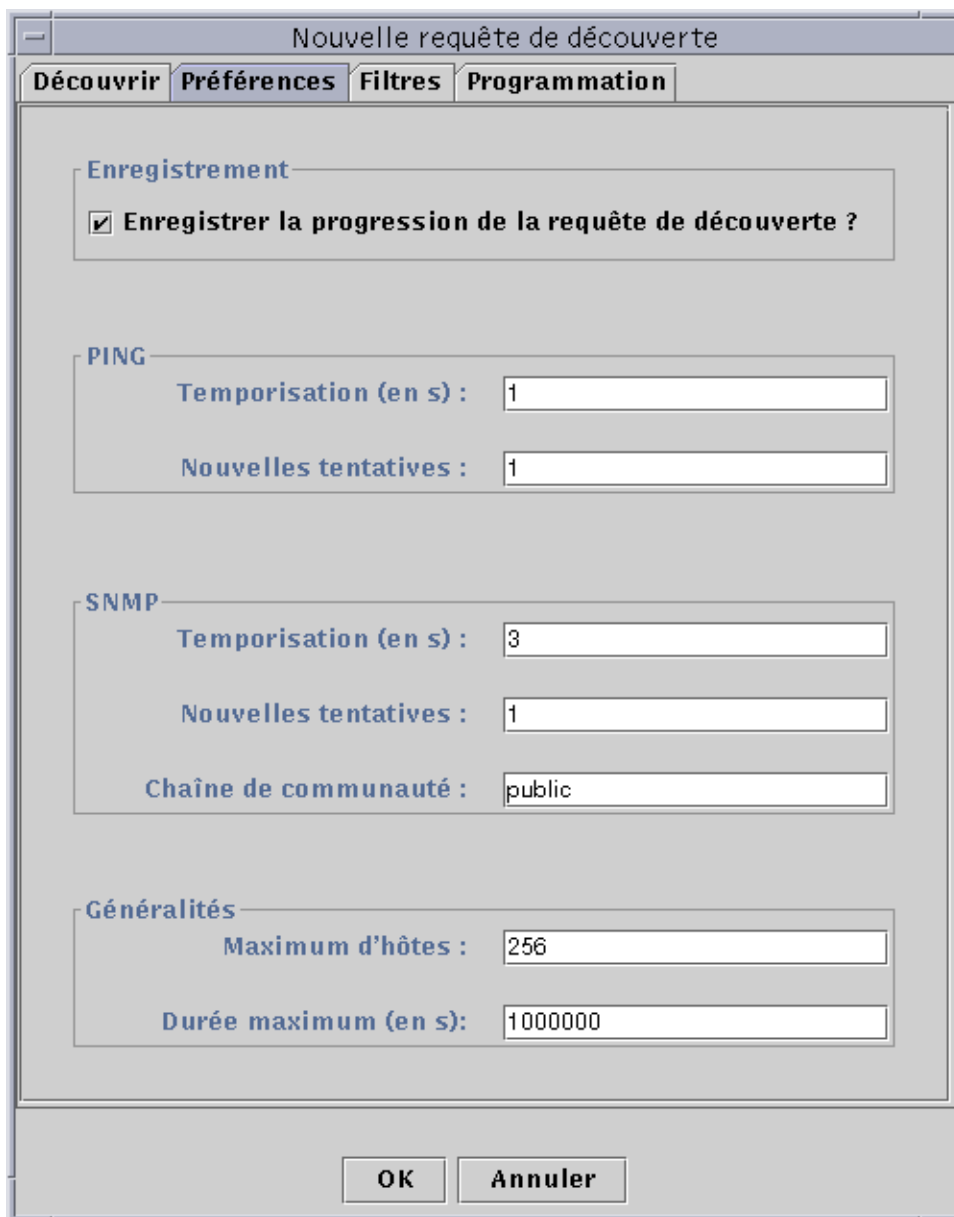 Nouvelle requête de découverte
Découvrir Préférences Filtres Programmation
Enregistrement
Enregistrer la progression de la requête de découverte ?
PING
Temporisation (en s) : 1
Nouvelles tentatives : 1
SNMP
Temporisation (en s) : 3
Nouvelles tentatives : 1
Chaîne de communauté : public
Généralités
Maximum d'hôtes : 256
Durée maximum (en s): 1000000
OK Annuler